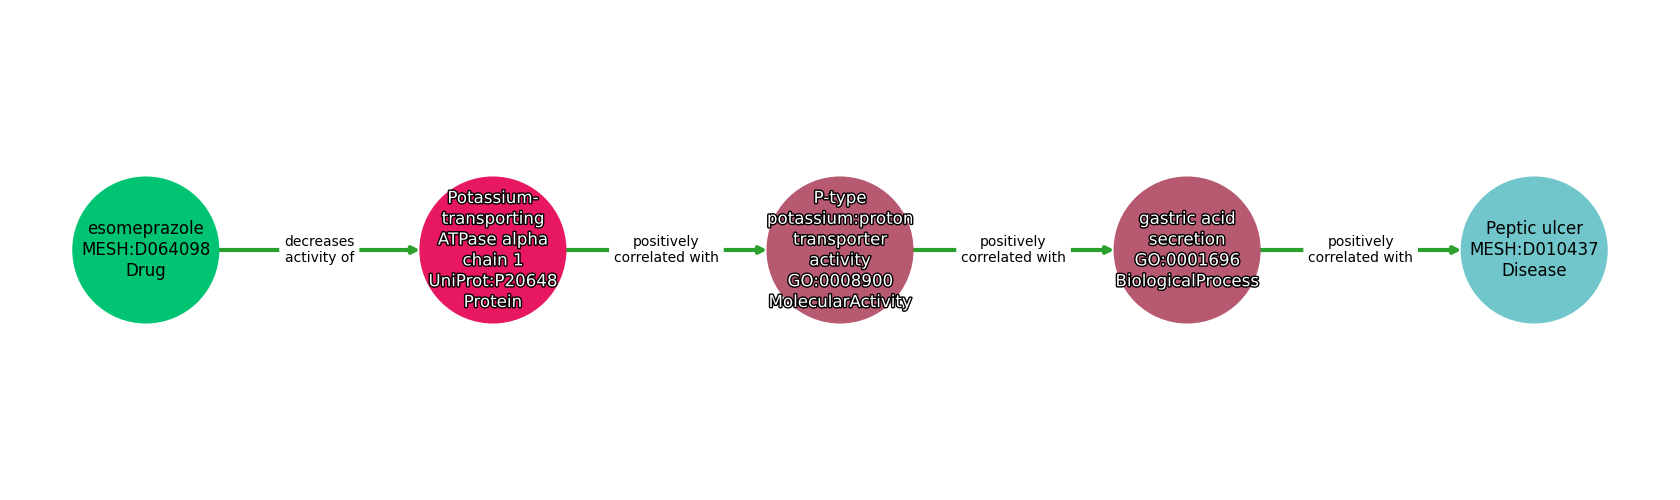 esomeprazole
MESH:D064098
Drug
decreases
activity of
Potassium-
transporting
ATPase alpha
chain 1
UniProt:P20648
Protein
positively
correlated with
P-type
potassium:proton
transporter
activity
GO:0008900
MolecularActivity
positively
correlated with
gastric acid
secretion
GO:0001696
BiologicalProcess
positively
correlated with
Peptic ulcer
MESH:D010437
Disease